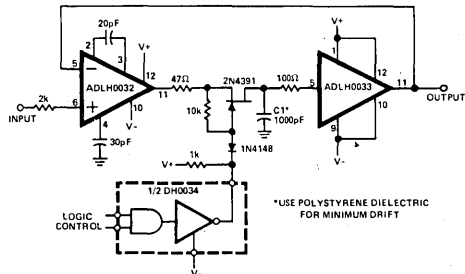 20pF
V+
2
3
5
ADLH0032
12
11
47Ω
2N4391
100Ω
2k
6
INPUT
4
10
V-
30pF
10k
C1*
1000pF
V+
1
5
ADLH0033
12
11
OUTPUT
9
10
V-
1N4148
V+
1k
1/2 DH0034
LOGIC
CONTROL
V-
*USE POLYSTYRENE DIELECTRIC
FOR MINIMUM DRIFT